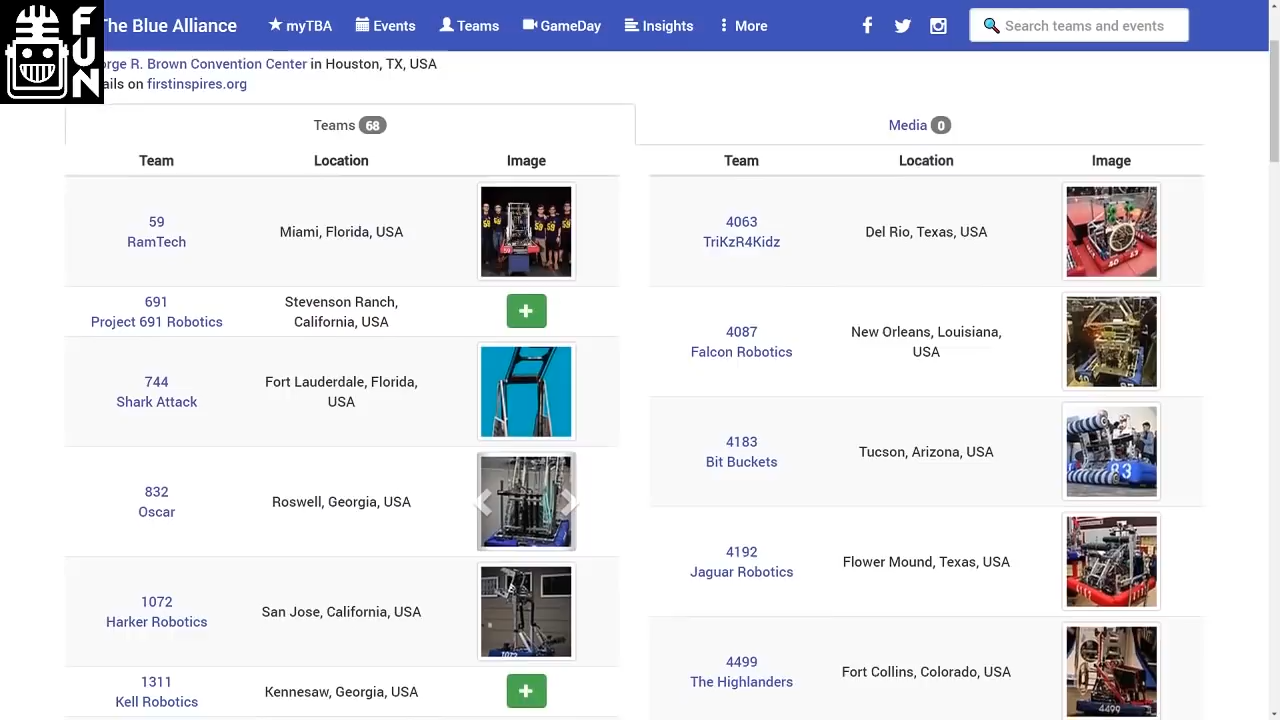 FUN
The Blue Alliance
myTBA
Events
Teams
GameDay
Insights
Search teams and events
orge R. Brown Convention Center in Houston, TX, USA
ails on firstinspires.org
Teams 68
Media 0
Team Location Image
59
RamTech
Miami, Florida, USA
691
Project 691 Robotics
Stevenson Ranch,
California, USA
744
Shark Attack
Fort Lauderdale, Florida,
USA
832
Oscar
Roswell, Georgia, USA
1072
Harker Robotics
San Jose, California, USA
1311
Kell Robotics
Kennesaw, Georgia, USA
Team Location Image
4063
TriKzR4Kidz
Del Rio, Texas, USA
4087
Falcon Robotics
New Orleans, Louisiana,
USA
4183
Bit Buckets
Tucson, Arizona, USA
83
4192
Jaguar Robotics
Flower Mound, Texas, USA
4499
The Highlanders
Fort Collins, Colorado, USA
4499